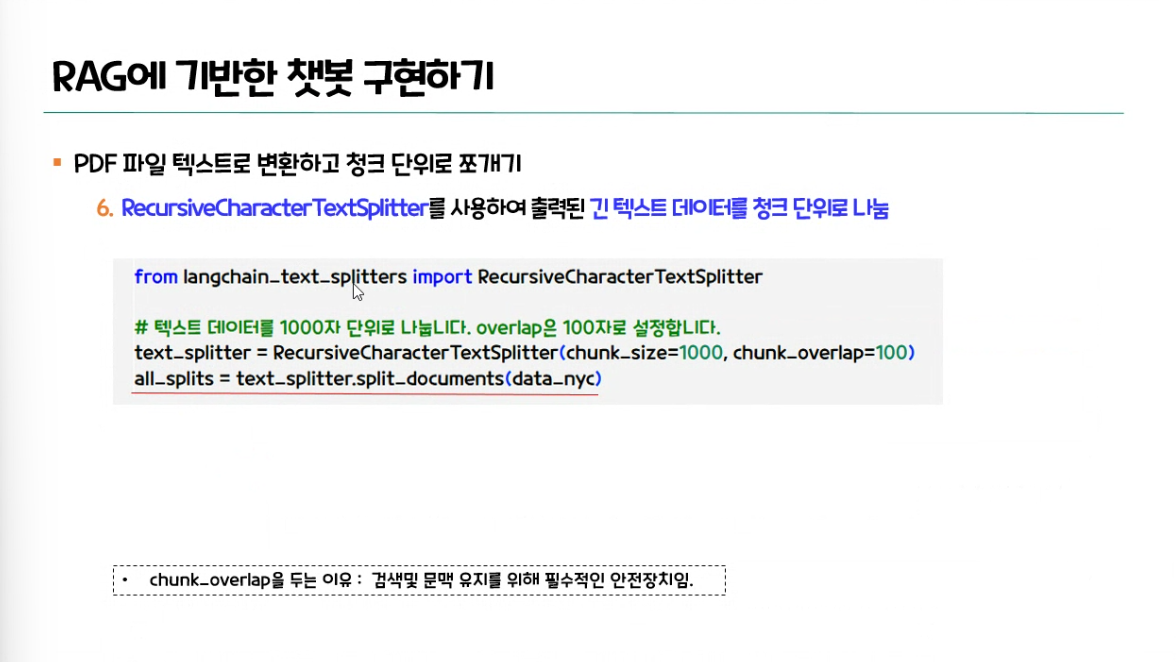 RAG에 기반한 챗봇 구현하기
▪ PDF 파일 텍스트로 변환하고 청크 단위로 쪼개기
6. RecursiveCharacterTextSplitter를 사용하여 출력된 긴 텍스트 데이터를 청크 단위로 나눔
from langchain_text_splitters import RecursiveCharacterTextSplitter
# 텍스트 데이터를 1000자 단위로 나눕니다. overlap은 100자로 설정합니다.
text_splitter = RecursiveCharacterTextSplitter(chunk_size=1000, chunk_overlap=100)
all_splits = text_splitter.split_documents(data_nyc)
• chunk_overlap을 두는 이유 : 검색및 문맥 유지를 위해 필수적인 안전장치임.